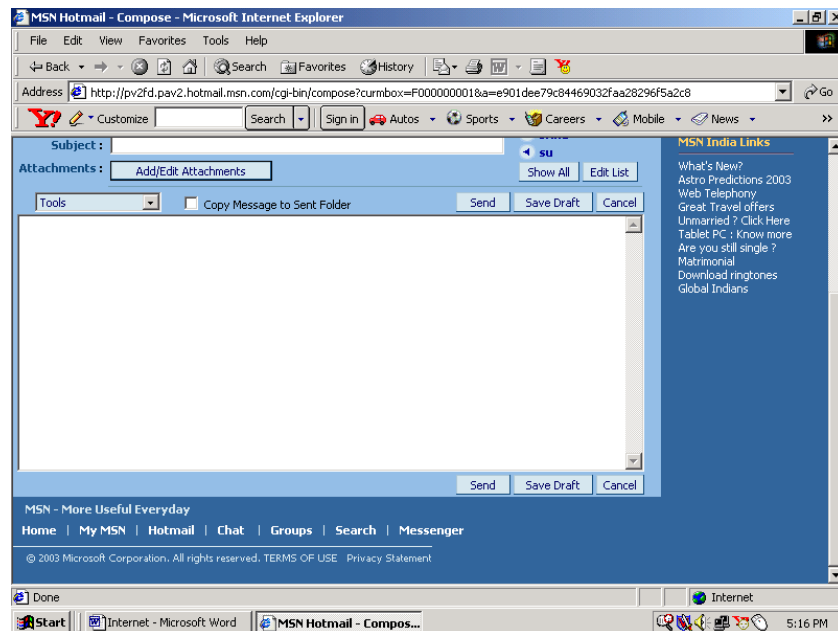 MSN Hotmail - Compose - Microsoft Internet Explorer
File Edit View Favorites Tools Help
Back Search Favorites History
Address http://pv2fd.pav2.hotmail.msn.com/cgi-bin/compose?curmbox=F000000001&a=e901dee79c84469032faa28296f5a2c8 Go
Y! Customize Search Sign in Autos Sports Careers Mobile News »
Subject :
su
Attachments : Add/Edit Attachments Show All Edit List
Tools Copy Message to Sent Folder Send Save Draft Cancel
MSN India Links
What's New?
Astro Predictions 2003
Web Telephony
Great Travel offers
Unmarried ? Click Here
Tablet PC : Know more
Are you still single ?
Matrimonial
Download ringtones
Global Indians
Send Save Draft Cancel
MSN - More Useful Everyday
Home | My MSN | Hotmail | Chat | Groups | Search | Messenger
© 2003 Microsoft Corporation. All rights reserved. TERMS OF USE Privacy Statement
Done Internet
Start Internet - Microsoft Word MSN Hotmail - Compos... 5:16 PM